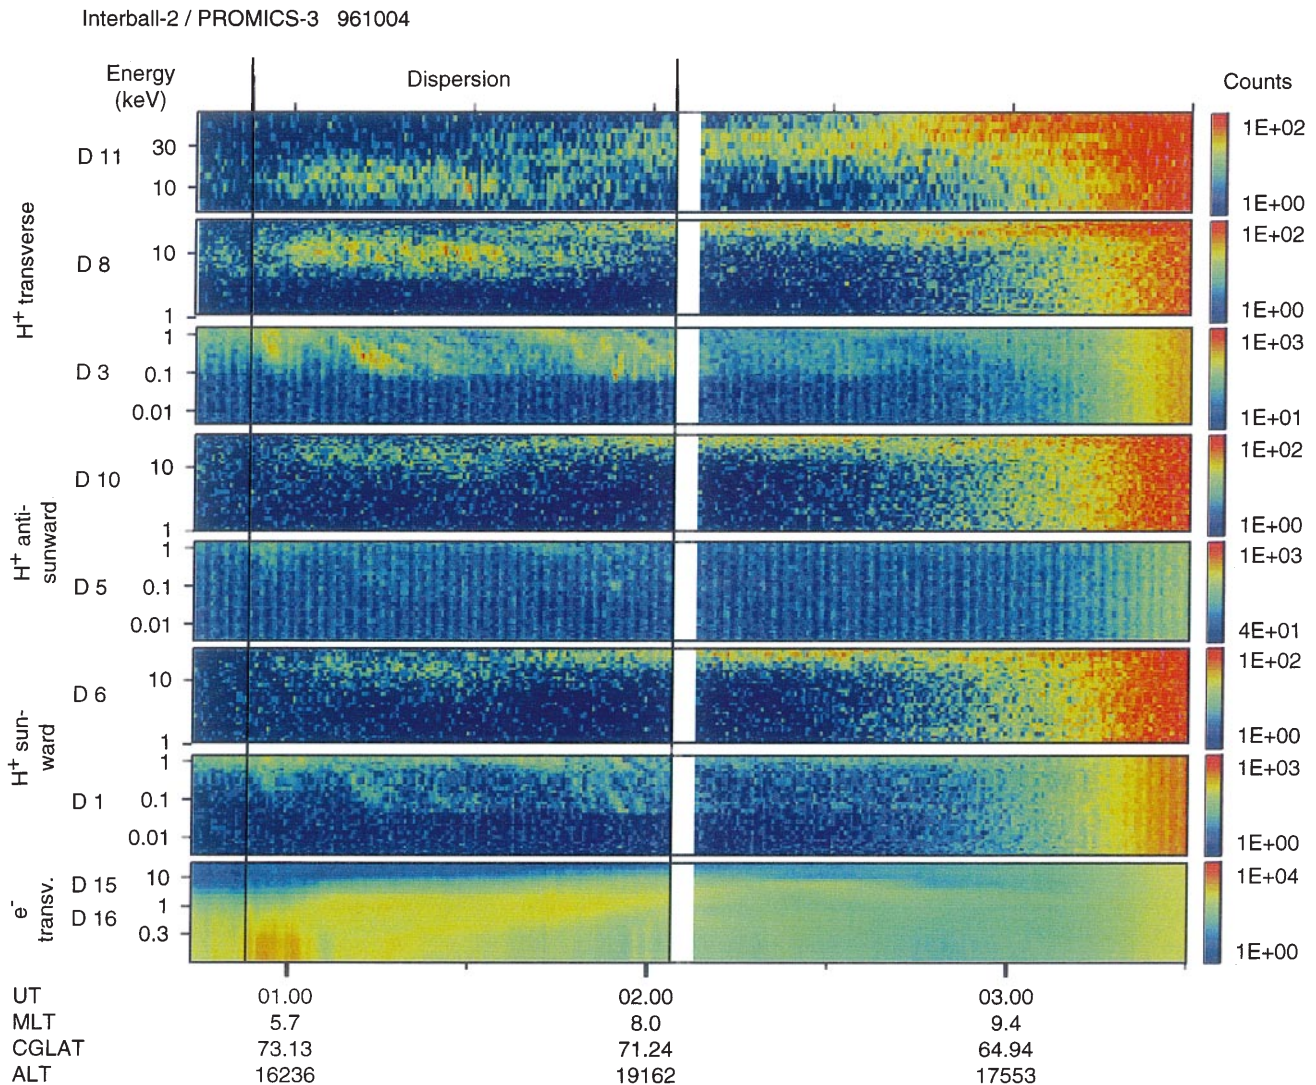 Interball-2 / PROMICS-3 961004
Energy
(keV)
Dispersion
Counts
H+ transverse
D 11
30
10
1E+02
1E+00
D 8
10
1
1E+02
1E+00
D 3
1
0.1
0.01
1E+03
1E+01
H+ anti-
sunward
D 10
10
1
1E+02
1E+00
D 5
1
0.1
0.01
1E+03
4E+01
H+ sun-
ward
D 6
10
1
1E+02
1E+00
D 1
1
0.1
0.01
1E+03
1E+00
e-
transv.
D 15
D 16
10
1
0.3
1E+04
1E+00
UT 01.00 02.00 03.00
MLT 5.7 8.0 9.4
CGLAT 73.13 71.24 64.94
ALT 16236 19162 17553